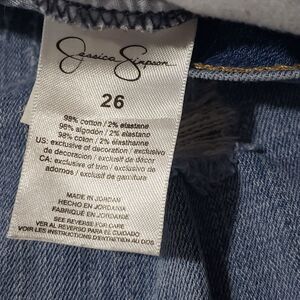 Jessica Simpson
26
98% cotton / 2% elastane
98% algodón / 2% elastano
98% cotton / 2% élasthanne
US: exclusive of decoration / exclusivo
de decoracion / exclusif de décor
CA: exclusive of trim / exclusivo de
adornos / exclusif de garniture
MADE IN JORDAN
HECHO EN JORDANIA
FABRIQUÉ EN JORDANIE
SEE REVERSE FOR CARE
VER AL REVERSO PARA EL CUIDADO
VOIR LES INSTRUCTIONS D'ENTRETIEN AU DOS